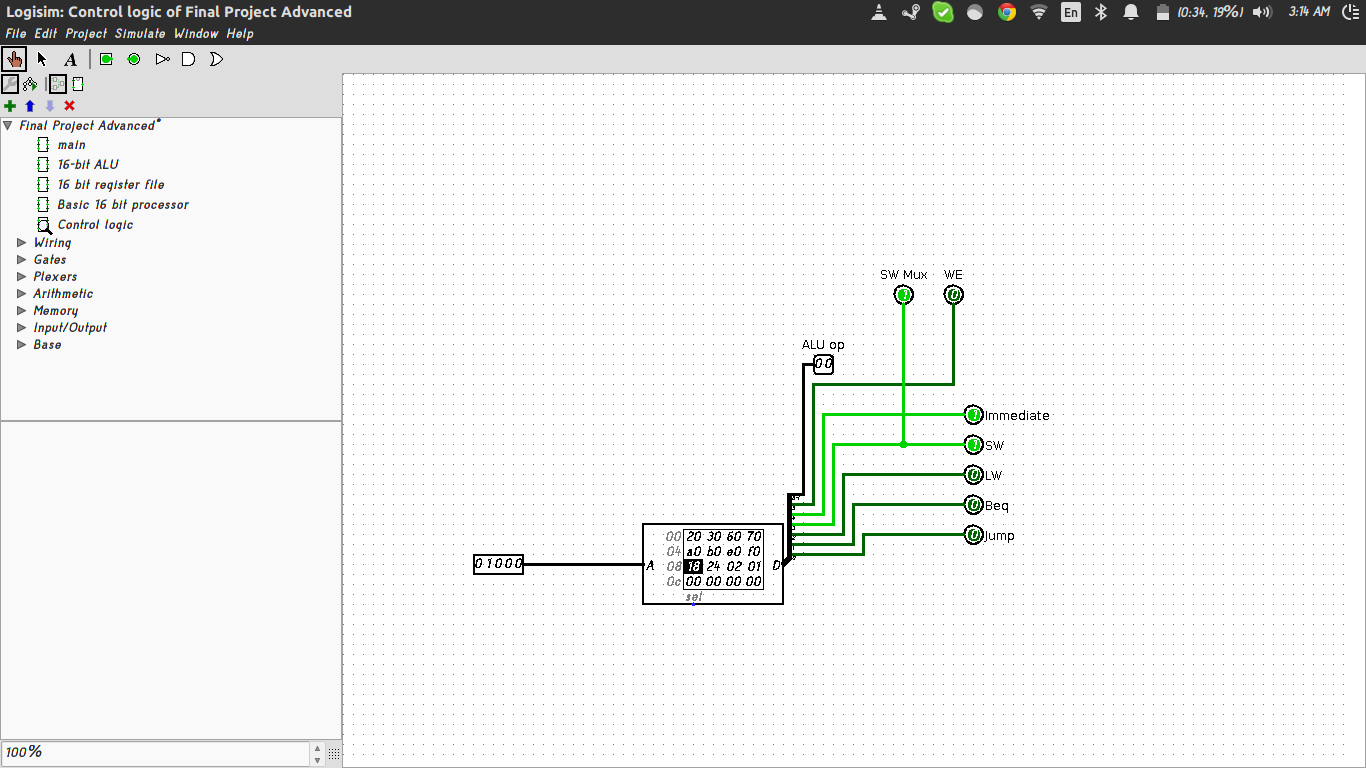 Logisim: Control logic of Final Project Advanced
En
(0:34, 19%)
3:14 AM
File Edit Project Simulate Window Help
A
Final Project Advanced*
main
16-bit ALU
16 bit register file
Basic 16 bit processor
Control logic
Wiring
Gates
Plexers
Arithmetic
Memory
Input/Output
Base
100%
SW Mux WE
1 0
ALU op
00
1 Immediate
1 SW
0 LW
0 Beq
0 Jump
01000
A
D
00 20 30 60 70
04 a0 b0 e0 f0
08 18 24 02 01
0c 00 00 00 00
sel